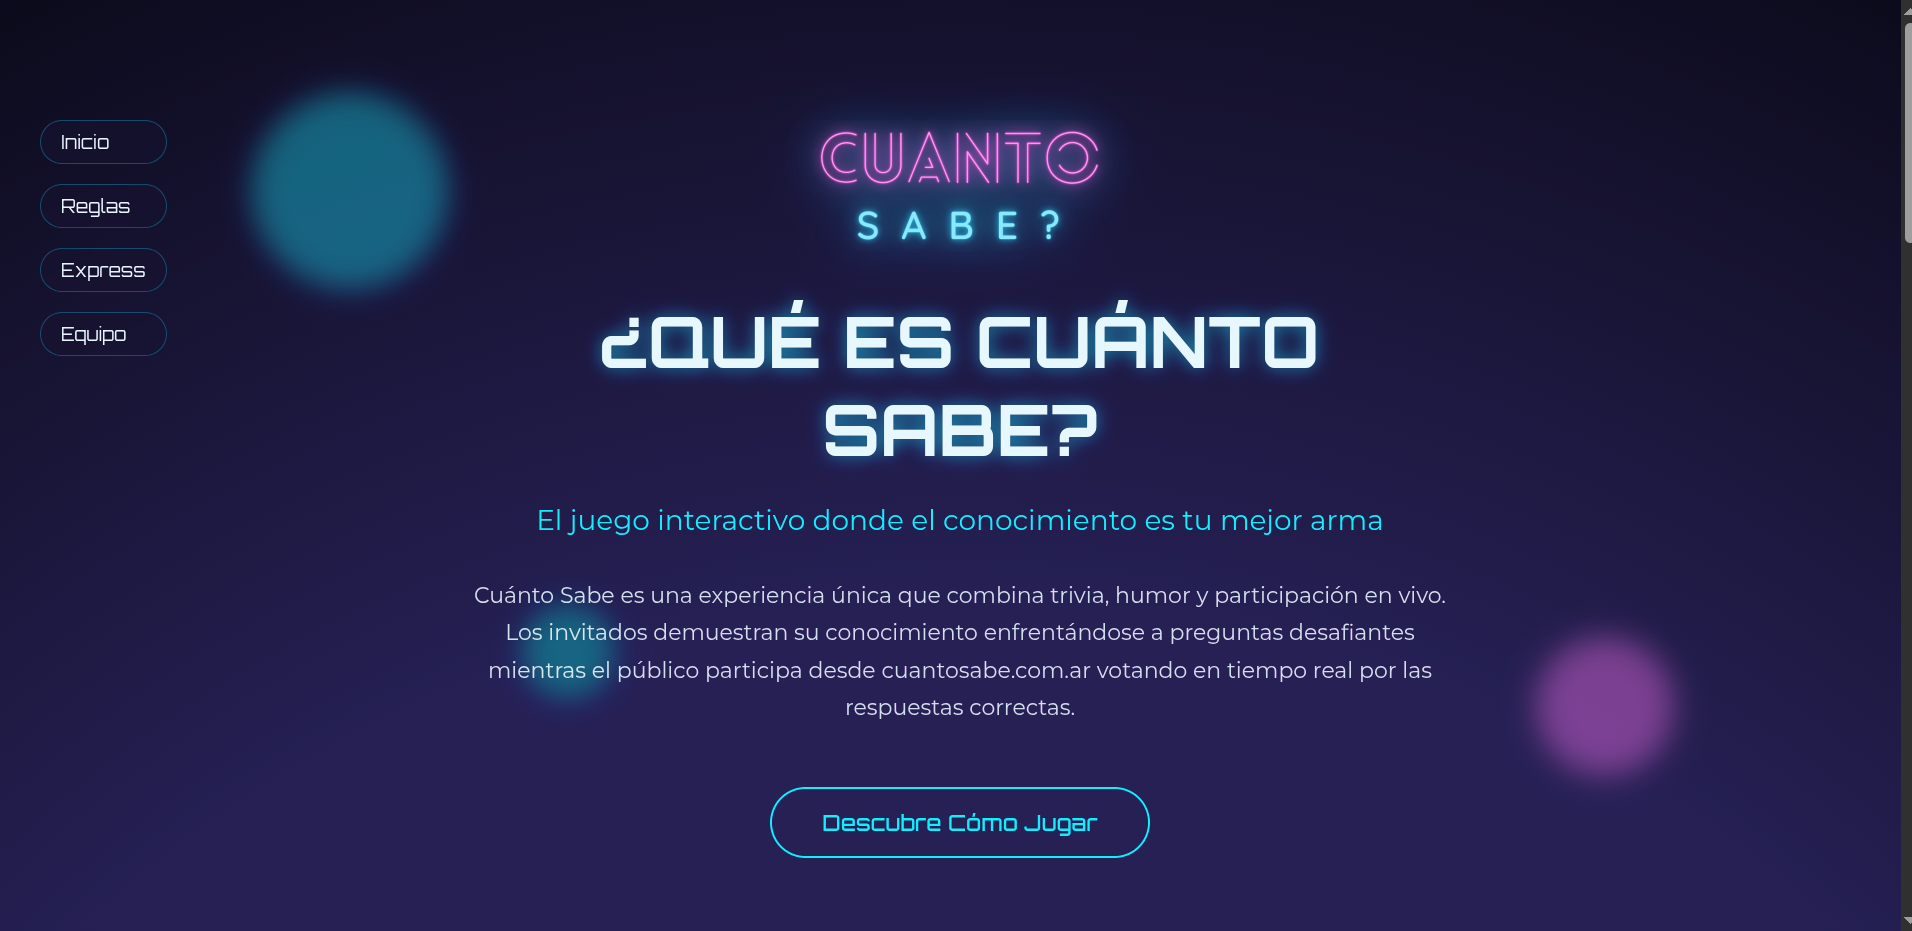 Inicio
Reglas
Express
Equipo
CUANTO
SABE?
¿QUÉ ES CUÁNTO
SABE?
El juego interactivo donde el conocimiento es tu mejor arma
Cuánto Sabe es una experiencia única que combina trivia, humor y participación en vivo.
Los invitados demuestran su conocimiento enfrentándose a preguntas desafiantes
mientras el público participa desde cuantosabe.com.ar votando en tiempo real por las
respuestas correctas.
Descubre Cómo Jugar